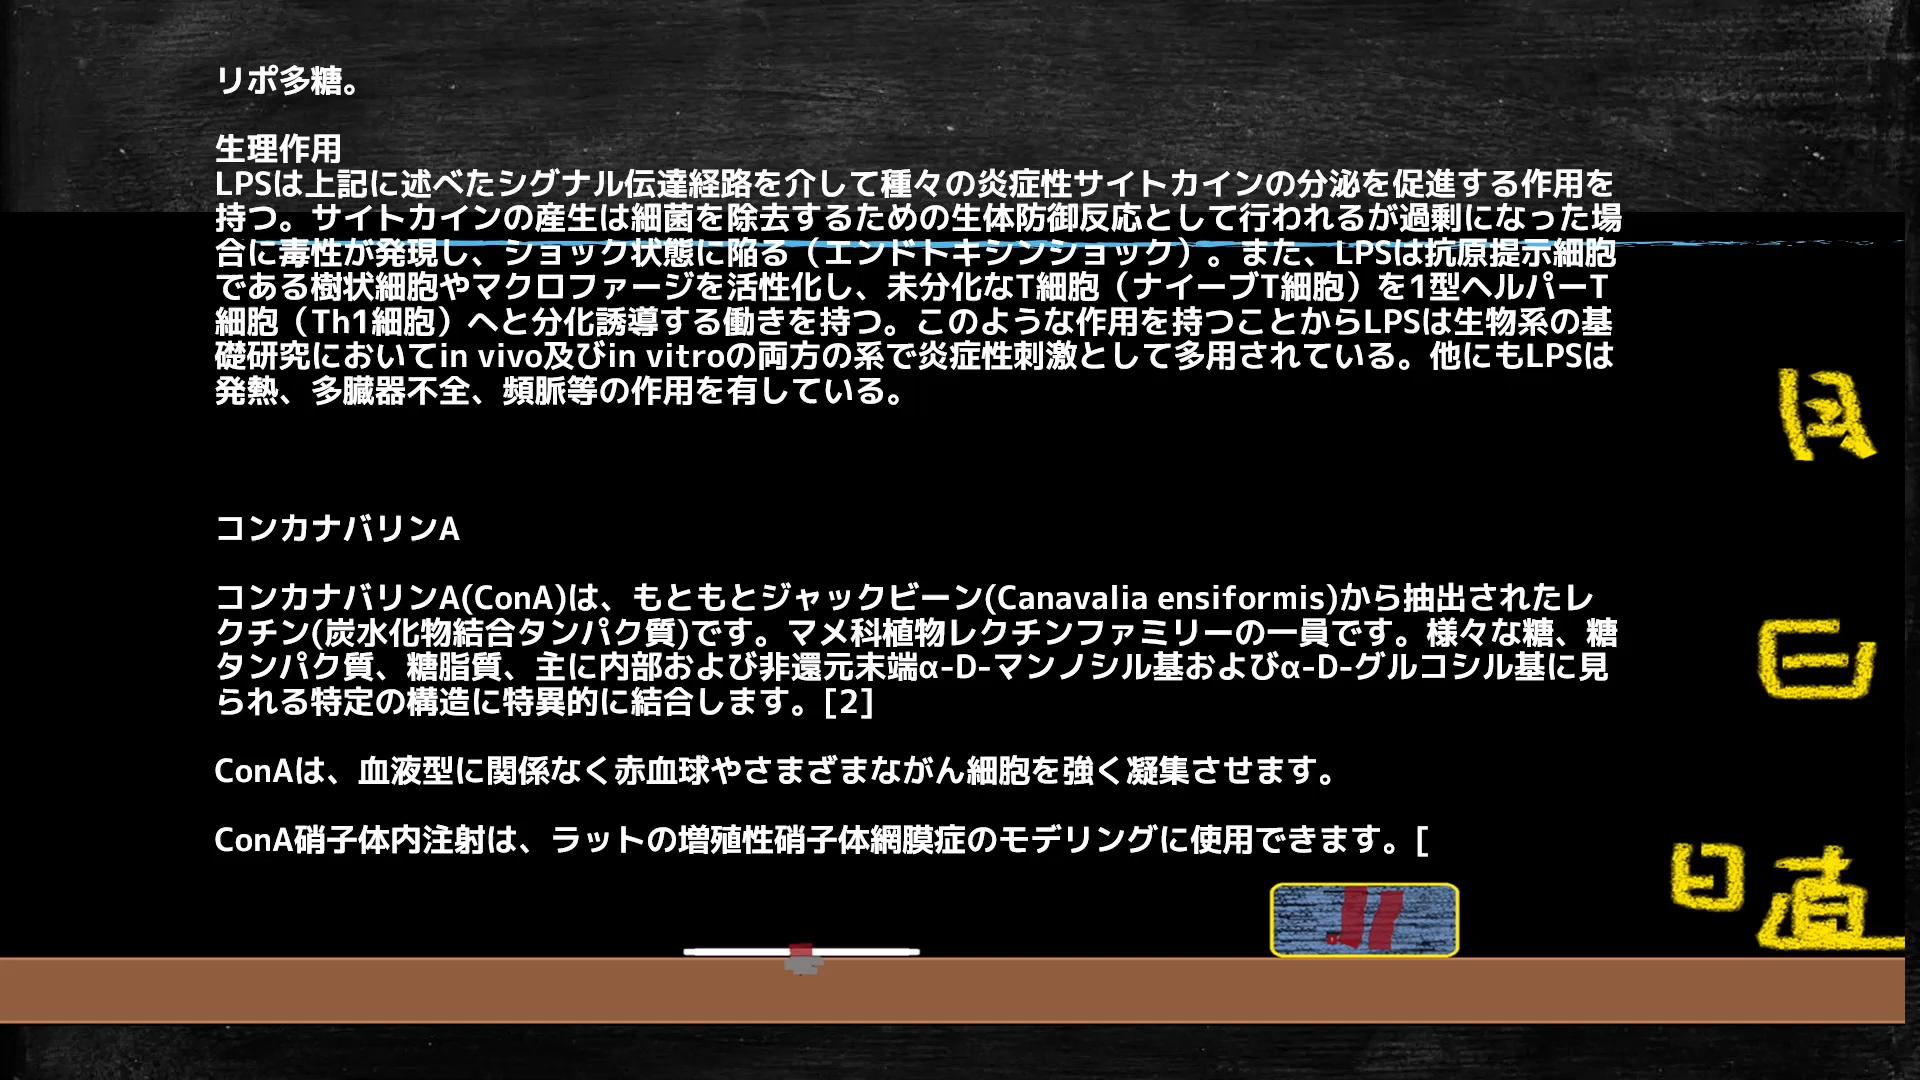 リポ多糖。
生理作用
LPSは上記に述べたシグナル伝達経路を介して種々の炎症性サイトカインの分泌を促進する作用を
持つ。サイトカインの産生は細菌を除去するための生体防御反応として行われるが過剰になった場
合に毒性が発現し、ショック状態に陥る（エンドトキシンショック）。また、LPSは抗原提示細胞
である樹状細胞やマクロファージを活性化し、未分化なT細胞（ナイーブT細胞）を1型ヘルパーT
細胞（Th1細胞）へと分化誘導する働きを持つ。このような作用を持つことからLPSは生物系の基
礎研究においてin vivo及びin vitroの両方の系で炎症性刺激として多用されている。他にもLPSは
発熱、多臓器不全、頻脈等の作用を有している。
コンカナバリンA
コンカナバリンA(ConA)は、もともとジャックビーン(Canavalia ensiformis)から抽出されたレ
クチン(炭水化物結合タンパク質)です。マメ科植物レクチンファミリーの一員です。様々な糖、糖
タンパク質、糖脂質、主に内部および非還元末端α-D-マンノシル基およびα-D-グルコシル基に見
られる特定の構造に特異的に結合します。[2]
ConAは、血液型に関係なく赤血球やさまざまながん細胞を強く凝集させます。
ConA硝子体内注射は、ラットの増殖性硝子体網膜症のモデリングに使用できます。[
日
日直